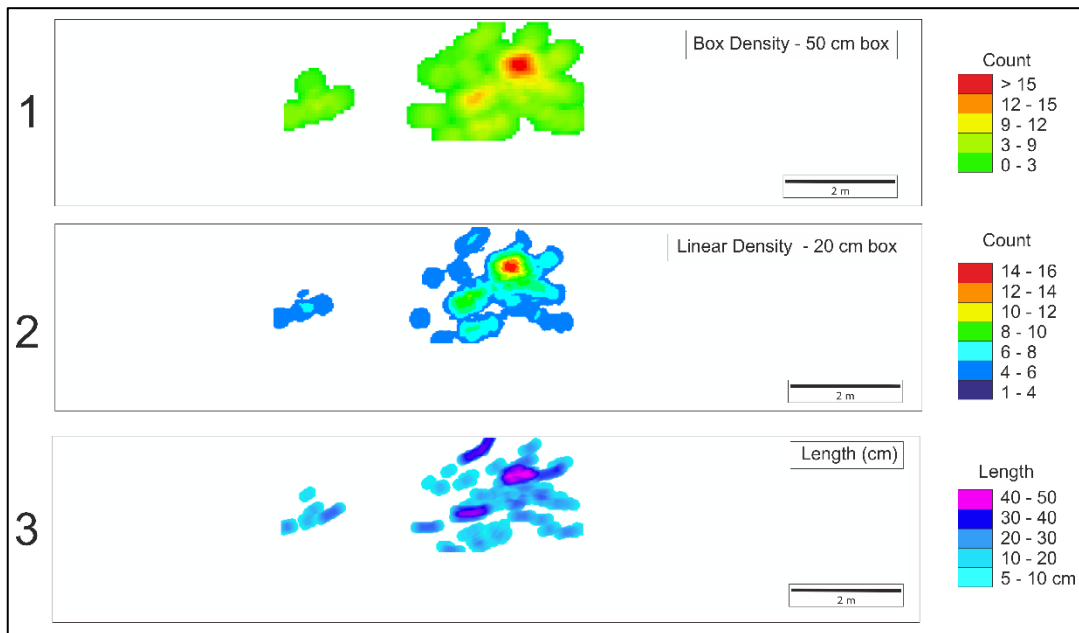 1
Box Density - 50 cm box
2 m
Count
> 15
12 - 15
9 - 12
3 - 9
0 - 3
2
Linear Density - 20 cm box
2 m
Count
14 - 16
12 - 14
10 - 12
8 - 10
6 - 8
4 - 6
1 - 4
3
Length (cm)
2 m
Length
40 - 50
30 - 40
20 - 30
10 - 20
5 - 10 cm